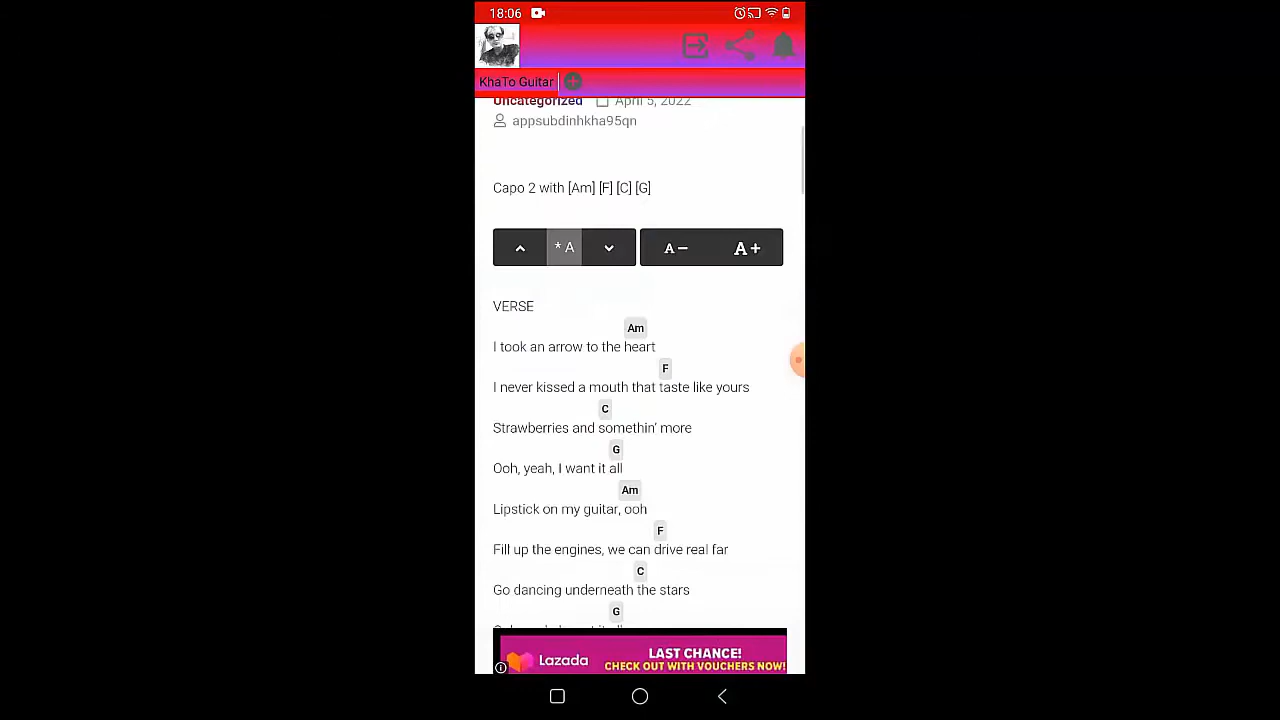 18:06
KhaTo Guitar
Uncategorized April 5, 2022
appsubdinhkha95qn
Capo 2 with [Am] [F] [C] [G]
* A A− A+
VERSE
Am
I took an arrow to the heart
F
I never kissed a mouth that taste like yours
C
Strawberries and somethin' more
G
Ooh, yeah, I want it all
Am
Lipstick on my guitar, ooh
F
Fill up the engines, we can drive real far
C
Go dancing underneath the stars
G
Lazada
LAST CHANCE!
CHECK OUT WITH VOUCHERS NOW!